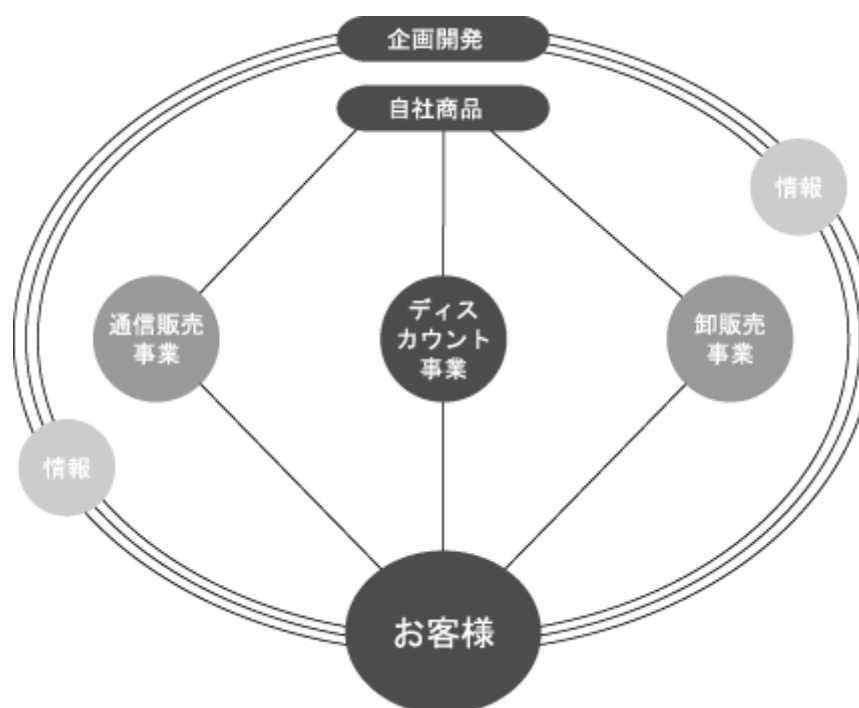 企画開発
自社商品
情報
通信販売
事業
ディス
カウント
事業
卸販売
事業
情報
お客様